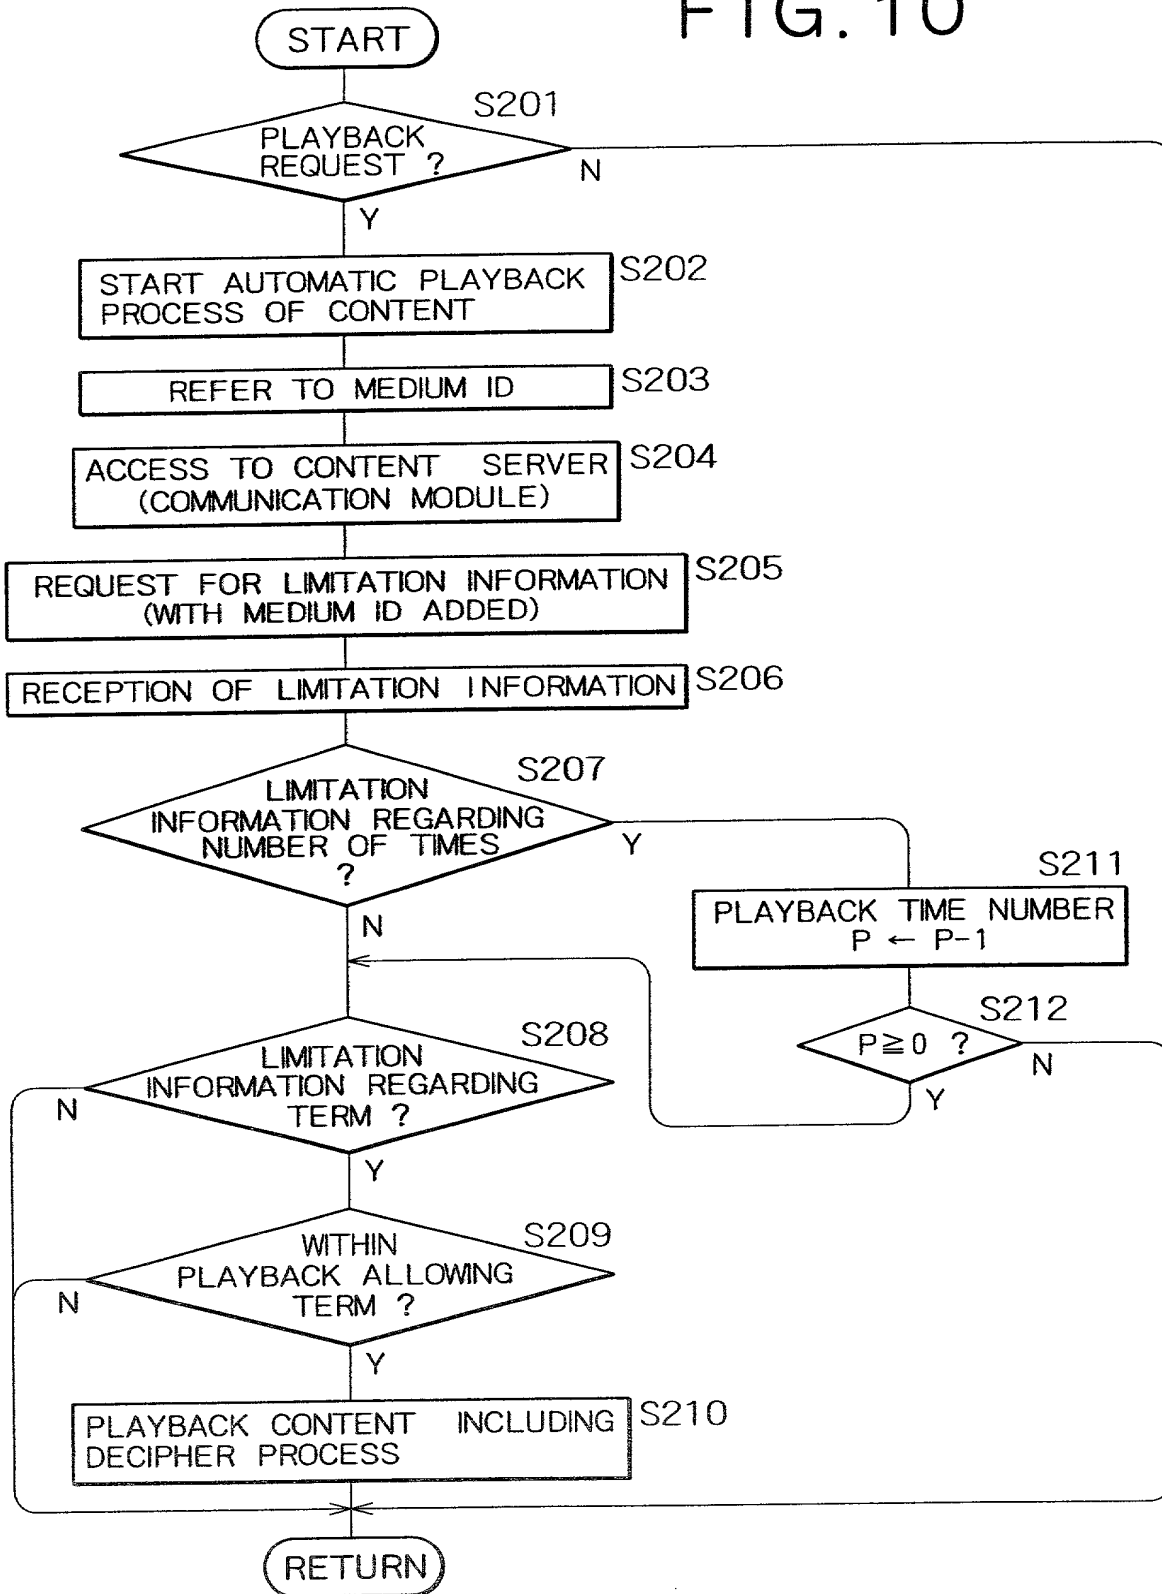 FIG. 10
START
S201
PLAYBACK
REQUEST ?
N
Y
S202
START AUTOMATIC PLAYBACK
PROCESS OF CONTENT
REFER TO MEDIUM ID
S203
ACCESS TO CONTENT SERVER
(COMMUNICATION MODULE)
S204
REQUEST FOR LIMITATION INFORMATION
(WITH MEDIUM ID ADDED)
S205
RECEPTION OF LIMITATION INFORMATION
S206
S207
LIMITATION
INFORMATION REGARDING
NUMBER OF TIMES
?
Y
N
S211
PLAYBACK TIME NUMBER
P ← P-1
S212
P≧0 ?
N
Y
S208
LIMITATION
INFORMATION REGARDING
TERM ?
N
Y
S209
WITHIN
PLAYBACK ALLOWING
TERM ?
N
Y
S210
PLAYBACK CONTENT INCLUDING
DECIPHER PROCESS
RETURN